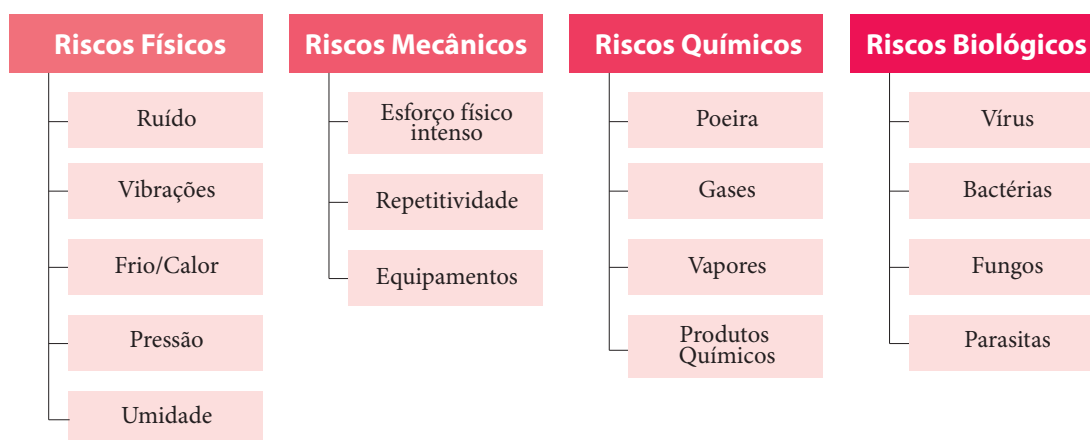 Riscos Físicos
Ruído
Vibrações
Frio/Calor
Pressão
Umidade
Riscos Mecânicos
Esforço físico
intenso
Repetitividade
Equipamentos
Riscos Químicos
Poeira
Gases
Vapores
Produtos
Químicos
Riscos Biológicos
Vírus
Bactérias
Fungos
Parasitas